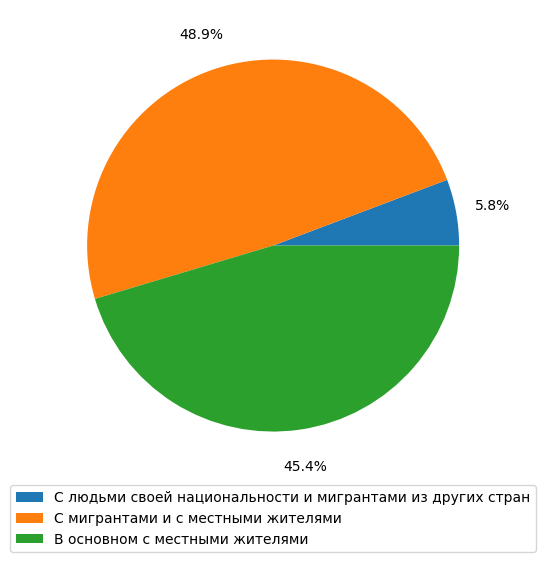 48.9%
5.8%
45.4%
С людьми своей национальности и мигрантами из других стран
С мигрантами и с местными жителями
В основном с местными жителями